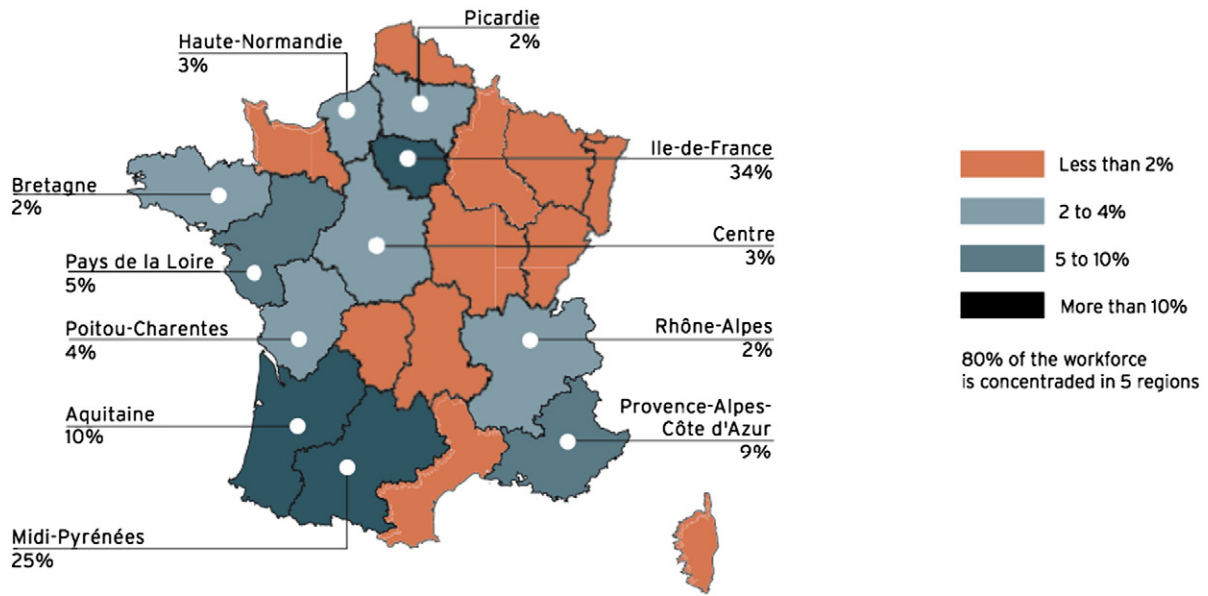 Picardie
2%
Haute-Normandie
3%
Ile-de-France
34%
Bretagne
2%
Centre
3%
Pays de la Loire
5%
Poitou-Charentes
4%
Rhône-Alpes
2%
Aquitaine
10%
Provence-Alpes-
Côte d'Azur
9%
Midi-Pyrénées
25%
Less than 2%
2 to 4%
5 to 10%
More than 10%
80% of the workforce
is concentraded in 5 regions